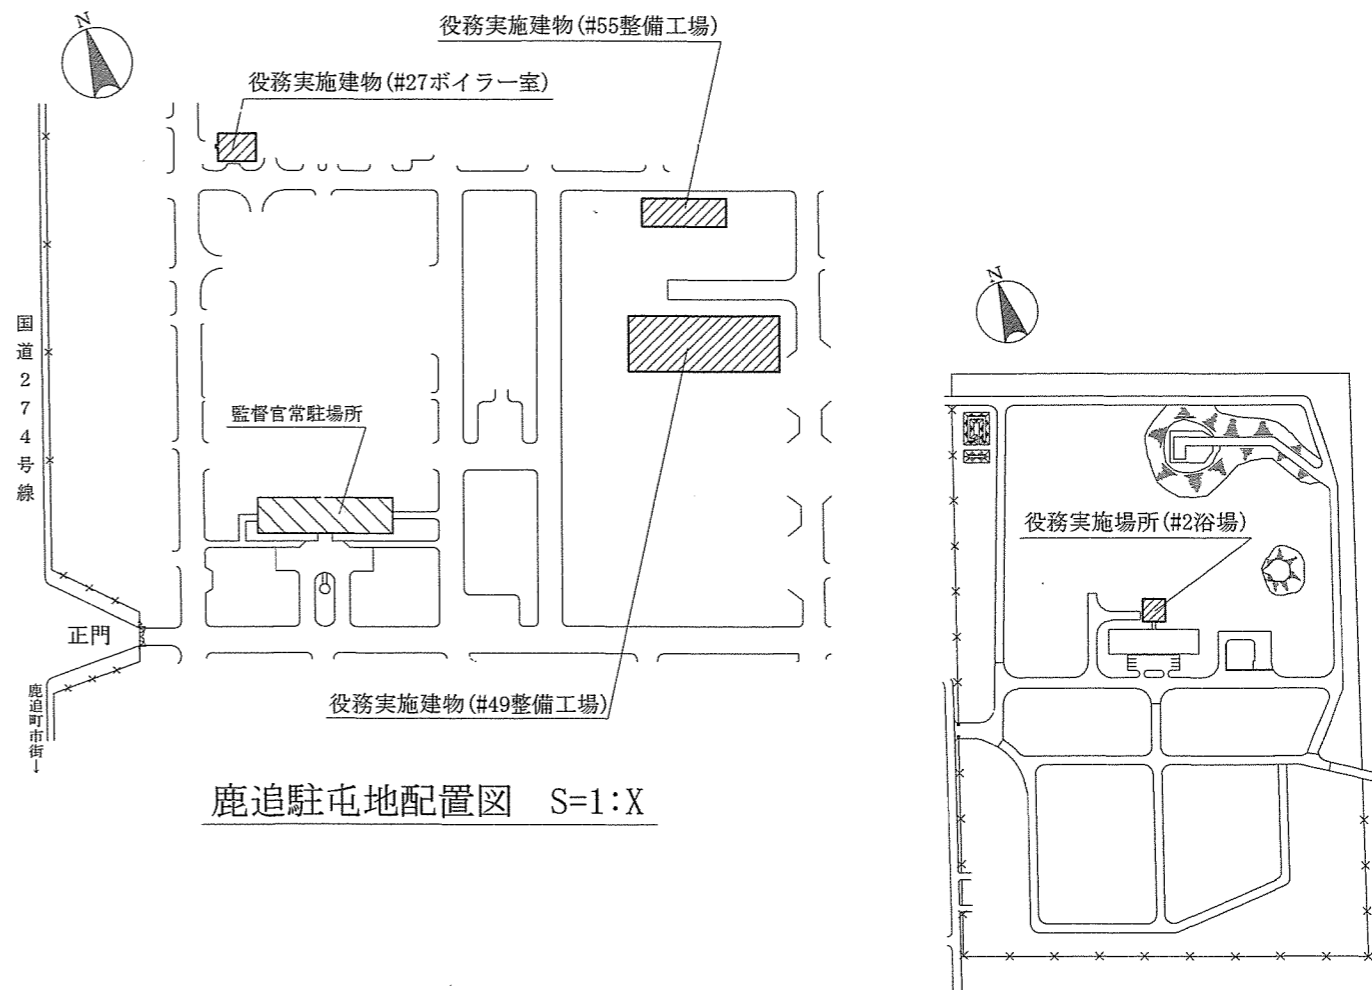 N
役務実施建物(#55整備工場)
役務実施建物(#27ボイラー室)
国道274号線
監督官常駐場所
正門
鹿追町市街→
役務実施建物(#49整備工場)
鹿追駐屯地配置図 S=1:X
N
役務実施場所(#2浴場)